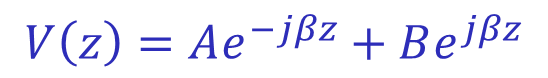 V(z) = Ae^{-jβz} + Be^{jβz}